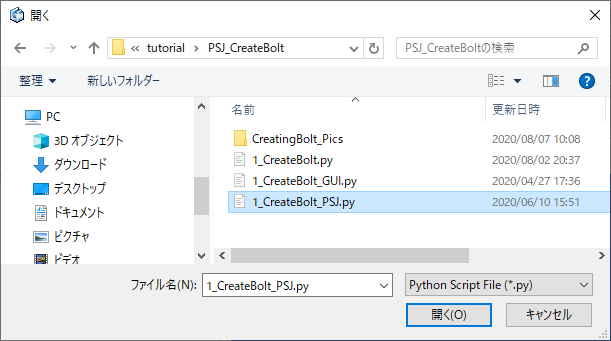 開く
« tutorial > PSJ_CreateBolt
PSJ_CreateBoltの検索
整理 新しいフォルダー
PC
3D オブジェクト
ダウンロード
デスクトップ
ドキュメント
ピクチャ
ビデオ
名前 更新日時
CreatingBolt_Pics 2020/08/07 10:08
1_CreateBolt.py 2020/08/02 20:37
1_CreateBolt_GUI.py 2020/04/27 17:36
1_CreateBolt_PSJ.py 2020/06/10 15:51
ファイル名(N): 1_CreateBolt_PSJ.py Python Script File (*.py)
開く(O) キャンセル